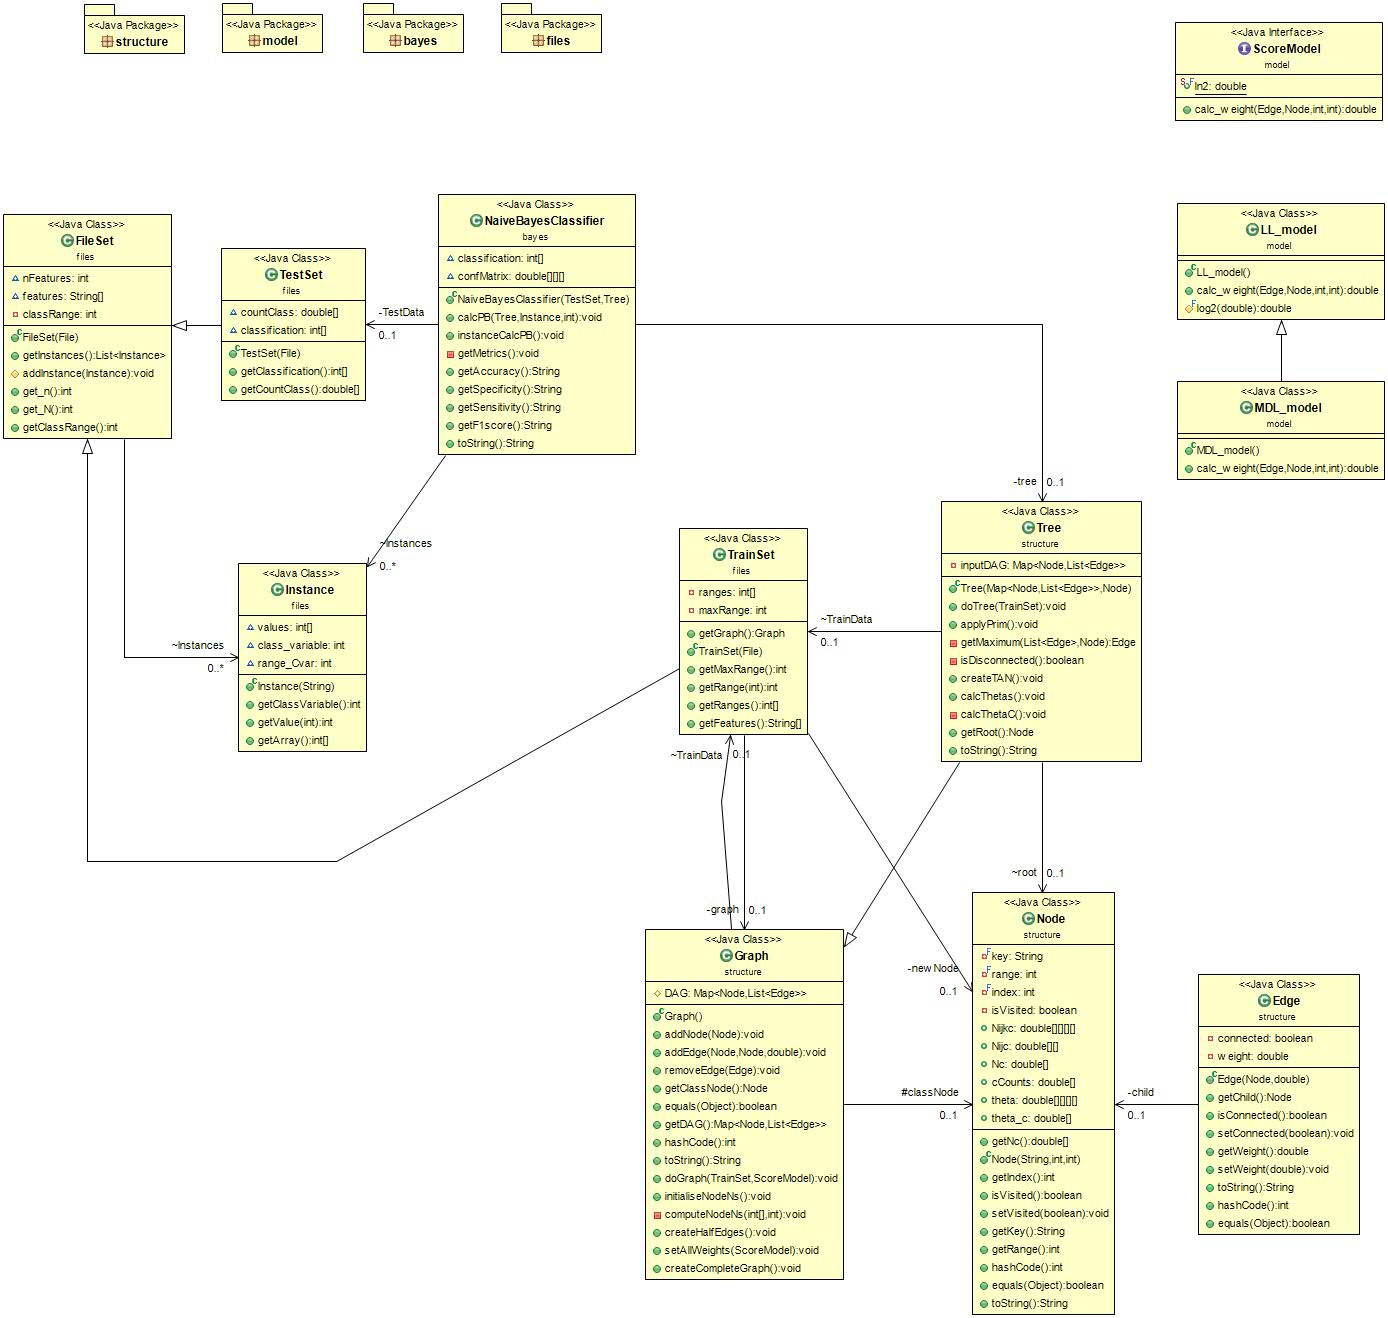 <<Java Package>>
structure
<<Java Package>>
model
<<Java Package>>
bayes
<<Java Package>>
files
<<Java Interface>>
ScoreModel
model
ln2: double
calc_weight(Edge,Node,int,int):double
<<Java Class>>
FileSet
files
nFeatures: int
features: String[]
classRange: int
FileSet(File)
getInstances():List<Instance>
addInstance(Instance):void
get_n():int
get_N():int
getClassRange():int
<<Java Class>>
TestSet
files
countClass: double[]
classification: int[]
TestSet(File)
getClassification():int[]
getCountClass():double[]
-TestData
0..1
<<Java Class>>
NaiveBayesClassifier
bayes
classification: int[]
confMatrix: double[][][]
NaiveBayesClassifier(TestSet,Tree)
calcPB(Tree,Instance,int):void
instanceCalcPB():void
getMetrics():void
getAccuracy():String
getSpecificity():String
getSensitivity():String
getF1score():String
toString():String
<<Java Class>>
LL_model
model
LL_model()
calc_weight(Edge,Node,int,int):double
log2(double):double
<<Java Class>>
MDL_model
model
MDL_model()
calc_weight(Edge,Node,int,int):double
-tree
0..1
~Instances
0..*
~Instances
0..*
<<Java Class>>
Instance
files
values: int[]
class_variable: int
range_Cvar: int
Instance(String)
getClassVariable():int
getValue(int):int
getArray():int[]
<<Java Class>>
TrainSet
files
ranges: int[]
maxRange: int
getGraph():Graph
TrainSet(File)
getMaxRange():int
getRange(int):int
getRanges():int[]
getFeatures():String[]
~TrainData
0..1
<<Java Class>>
Tree
structure
inputDAG: Map<Node,List<Edge>>
Tree(Map<Node,List<Edge>>,Node)
doTree(TrainSet):void
applyPrim():void
getMaximum(List<Edge>,Node):Edge
isDisconnected():boolean
createTAN():void
calcThetas():void
calcThetaC():void
getRoot():Node
toString():String
~TrainData
0..1
-graph
0..1
~root
0..1
-newNode
0..1
<<Java Class>>
Graph
structure
DAG: Map<Node,List<Edge>>
Graph()
addNode(Node):void
addEdge(Node,Node,double):void
removeEdge(Edge):void
getClassNode():Node
equals(Object):boolean
getDAG():Map<Node,List<Edge>>
hashCode():int
toString():String
doGraph(TrainSet,ScoreModel):void
initialiseNodeNs():void
computeNodeNs(int[],int):void
createHalfEdges():void
setAllWeights(ScoreModel):void
createCompleteGraph():void
#classNode
0..1
<<Java Class>>
Node
structure
key: String
range: int
index: int
isVisited: boolean
Nijkc: double[][][][]
Nijc: double[][]
Nc: double[]
cCounts: double[]
theta: double[][][][]
theta_c: double[]
getNc():double[]
Node(String,int,int)
getIndex():int
isVisited():boolean
setVisited(boolean):void
getKey():String
getRange():int
hashCode():int
equals(Object):boolean
toString():String
-child
0..1
<<Java Class>>
Edge
structure
connected: boolean
weight: double
Edge(Node,double)
getChild():Node
isConnected():boolean
setConnected(boolean):void
getWeight():double
setWeight(double):void
toString():String
hashCode():int
equals(Object):boolean